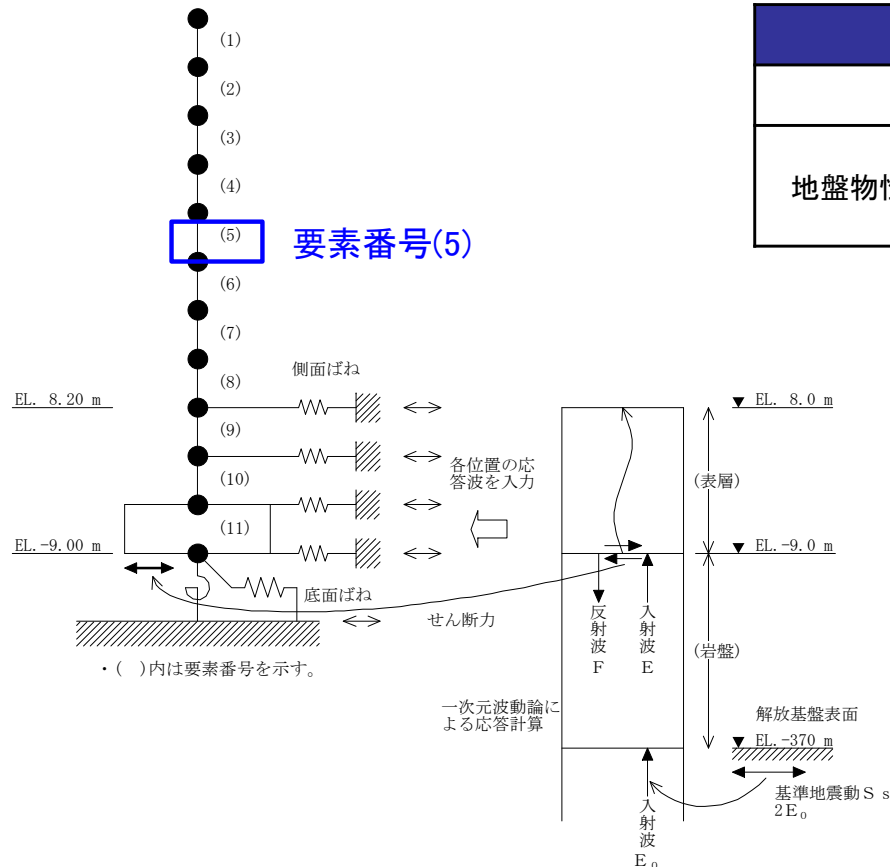 (1)
(2)
(3)
(4)
(5)
要素番号(5)
(6)
(7)
(8)
(9)
(10)
(11)
側面ばね
EL. 8.20 m
EL.-9.00 m
各位置の応
答波を入力
底面ばね
せん断力
・( )内は要素番号を示す。
地盤物性
EL. 8.0 m
(表層)
EL.-9.0 m
反射波F
入射波E
(岩盤)
一次元波動論に
よる応答計算
解放基盤表面
EL.-370 m
基準地震動Ss
2E₀
入射波E₀